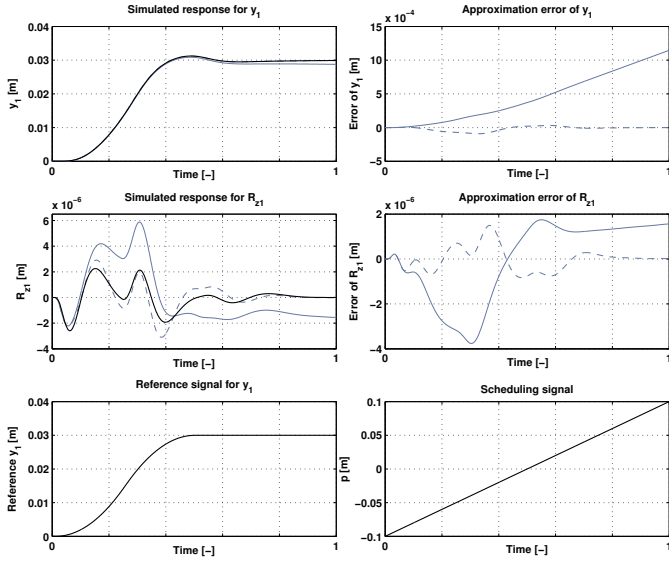 Simulated response for y1
0.04
0.03
0.02
0.01
0
y1 [m]
0
Time [−]
1
Approximation error of y1
x 10−4
15
10
5
0
−5
Error of y1 [m]
0
Time [−]
1
Simulated response for Rz1
x 10−6
6
4
2
0
−2
−4
Rz1 [m]
0
Time [−]
1
Approximation error of Rz1
x 10−6
2
0
−2
−4
Error of Rz1 [m]
0
Time [−]
1
Reference signal for y1
0.04
0.03
0.02
0.01
0
Reference y1 [m]
0
Time [−]
1
Scheduling signal
0.1
0.05
0
−0.05
−0.1
p [m]
0
Time [−]
1